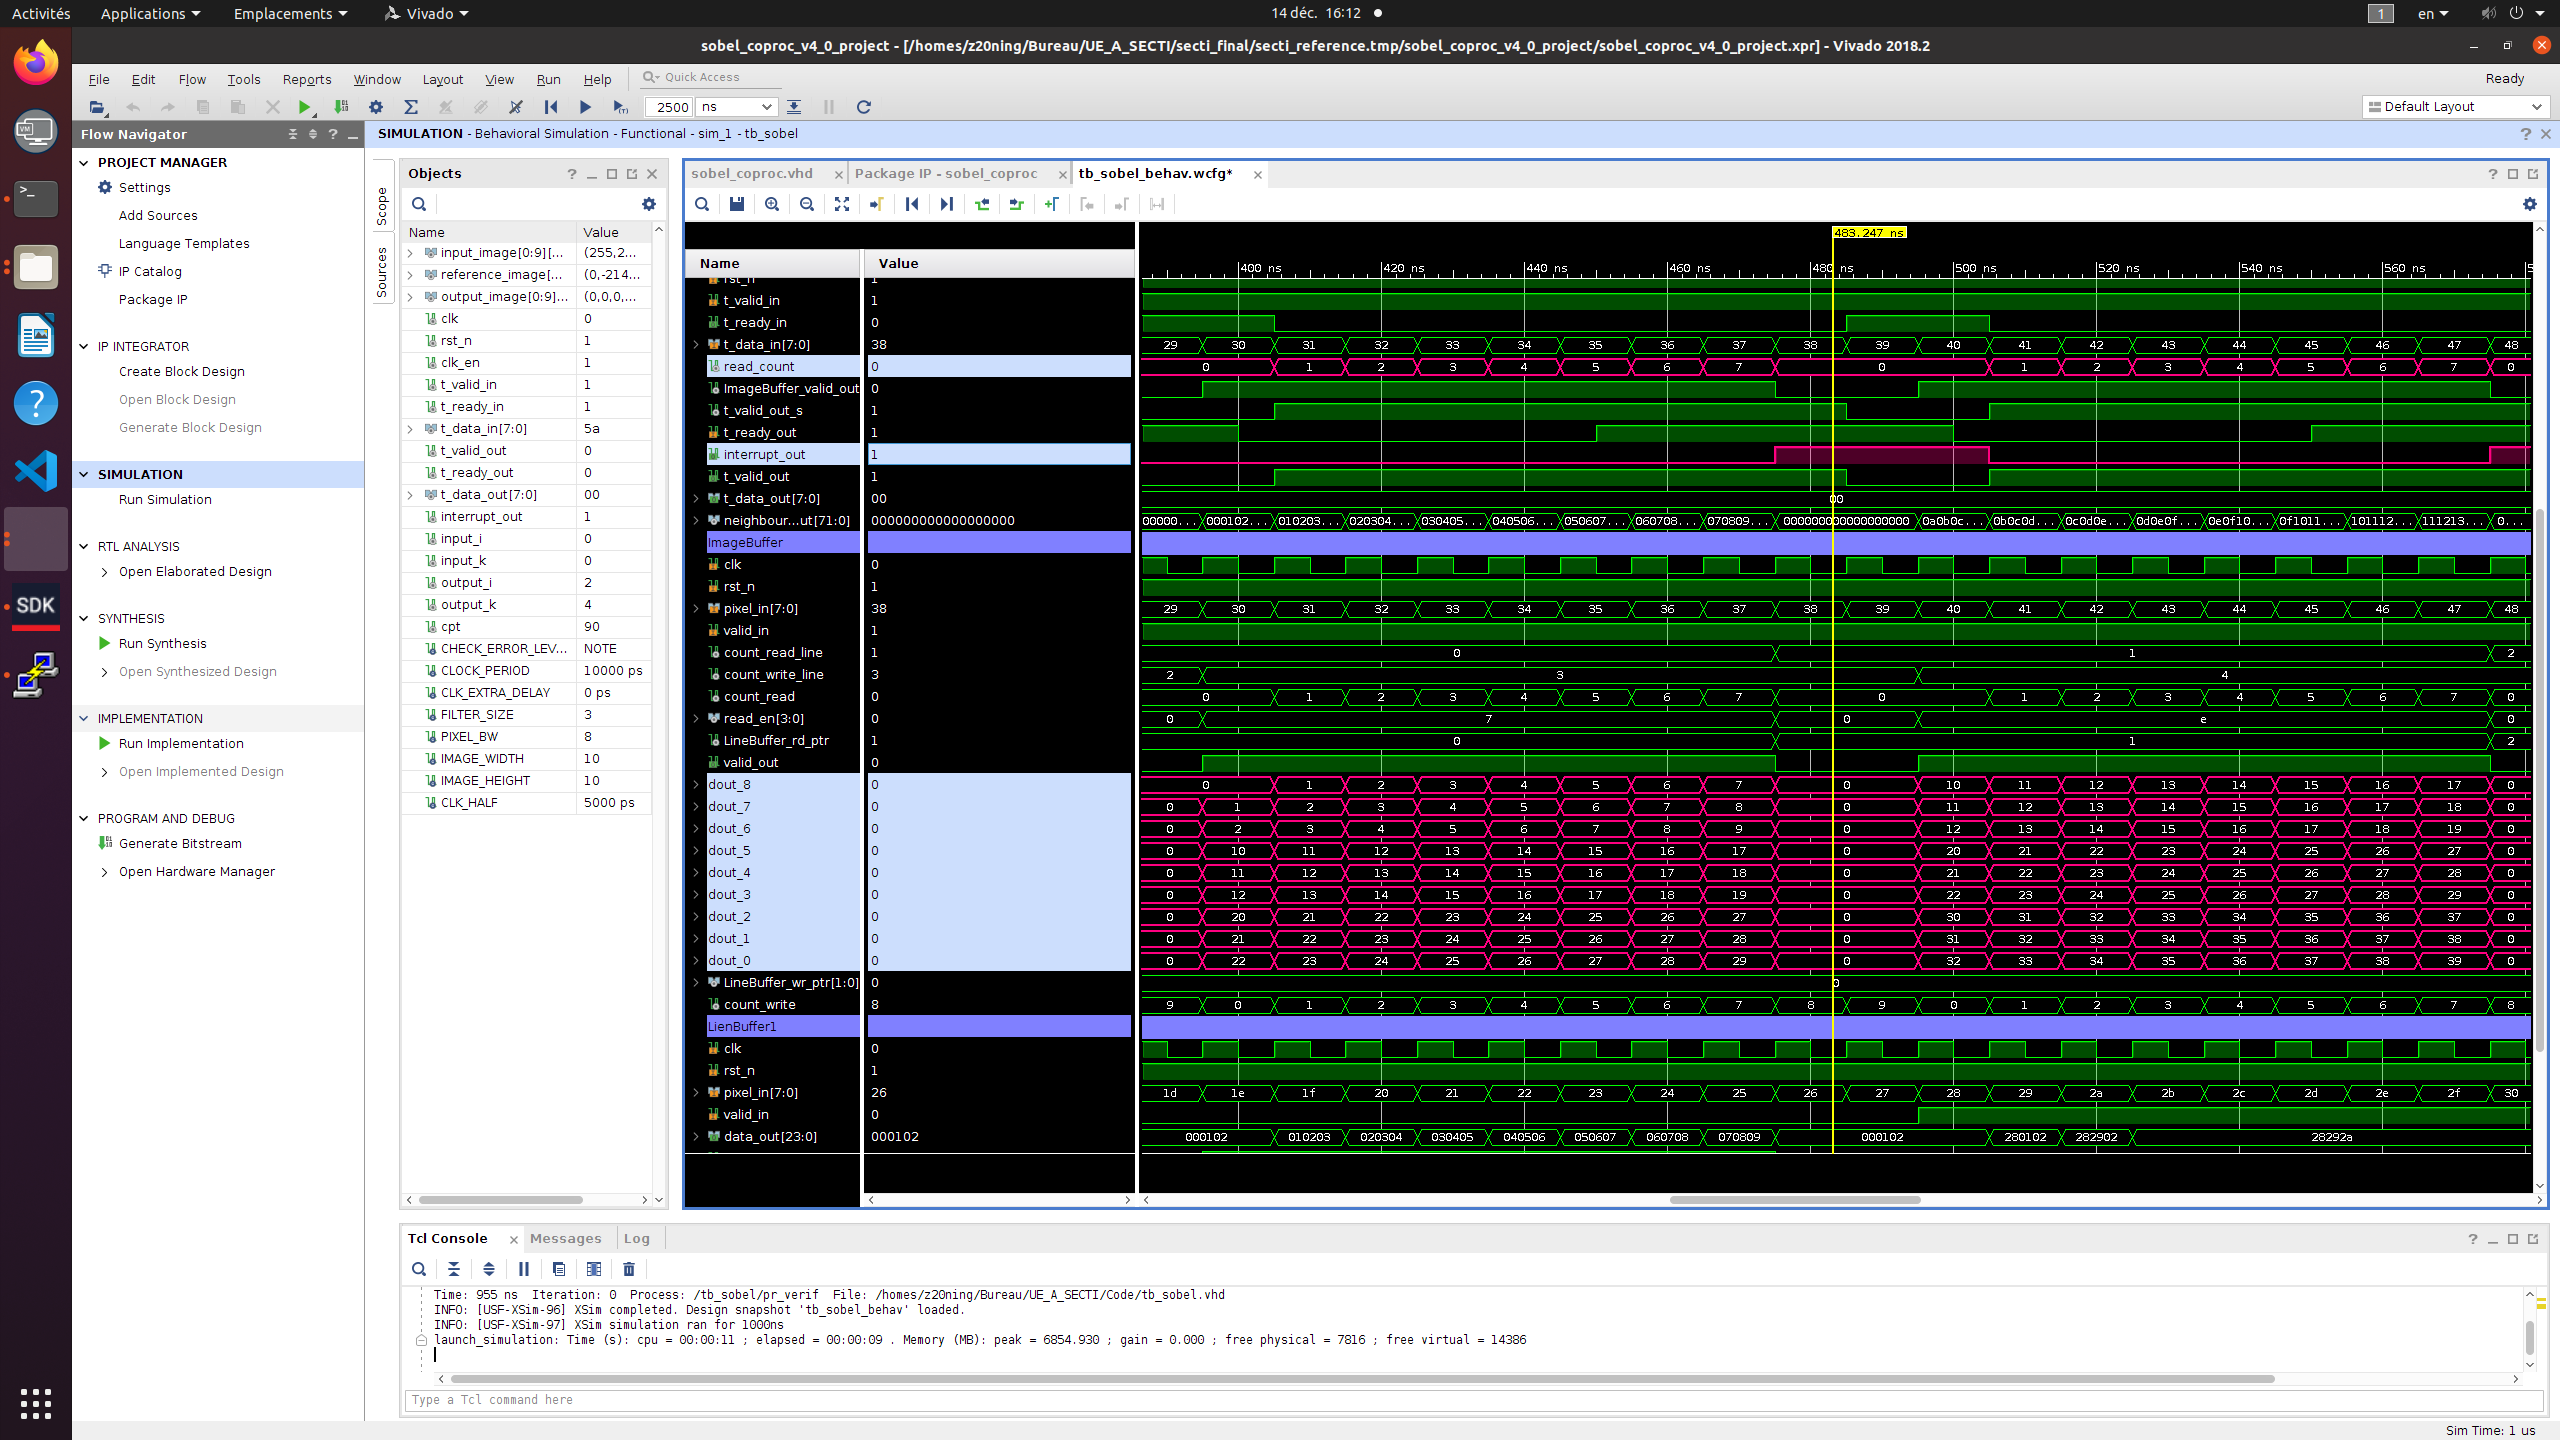 Activités Applications Emplacements Vivado 14 déc. 16:12 1 en
sobel_coproc_v4_0_project - [/homes/z20ning/Bureau/UE_A_SECTI/secti_final/secti_reference.tmp/sobel_coproc_v4_0_project/sobel_coproc_v4_0_project.xpr] - Vivado 2018.2
File Edit Flow Tools Reports Window Layout View Run Help Quick Access Ready
2500 ns Default Layout
Flow Navigator
SIMULATION - Behavioral Simulation - Functional - sim_1 - tb_sobel
PROJECT MANAGER
Settings
Add Sources
Language Templates
IP Catalog
Package IP
IP INTEGRATOR
Create Block Design
Open Block Design
Generate Block Design
SIMULATION
Run Simulation
RTL ANALYSIS
Open Elaborated Design
SYNTHESIS
Run Synthesis
Open Synthesized Design
IMPLEMENTATION
Run Implementation
Open Implemented Design
PROGRAM AND DEBUG
Generate Bitstream
Open Hardware Manager
SDK
Scope
Sources
Objects
Name Value
input_image[0:9][... (255,2...
reference_image[... (0,-214...
output_image[0:9]... (0,0,0,...
clk 0
rst_n 1
clk_en 1
t_valid_in 1
t_ready_in 1
t_data_in[7:0] 5a
t_valid_out 0
t_ready_out 0
t_data_out[7:0] 00
interrupt_out 1
input_i 0
input_k 0
output_i 2
output_k 4
cpt 90
CHECK_ERROR_LEV... NOTE
CLOCK_PERIOD 10000 ps
CLK_EXTRA_DELAY 0 ps
FILTER_SIZE 3
PIXEL_BW 8
IMAGE_WIDTH 10
IMAGE_HEIGHT 10
CLK_HALF 5000 ps
sobel_coproc.vhd Package IP - sobel_coproc tb_sobel_behav.wcfg*
483.247 ns
Name Value 400 ns 420 ns 440 ns 460 ns 480 ns 500 ns 520 ns 540 ns 560 ns
rst_n 1
t_valid_in 1
t_ready_in 0
t_data_in[7:0] 38 29 30 31 32 33 34 35 36 37 38 39 40 41 42 43 44 45 46 47 48
read_count 0 0 1 2 3 4 5 6 7 0 1 2 3 4 5 6 7 0
ImageBuffer_valid_out 0
t_valid_out_s 1
t_ready_out 1
interrupt_out 1
t_valid_out 1
t_data_out[7:0] 00 00
neighbour...ut[71:0] 000000000000000000 00000... 000102... 010203... 020304... 030405... 040506... 050607... 060708... 070809... 000000000000000000 0a0b0c... 0b0c0d... 0c0d0e... 0d0e0f... 0e0f10... 0f1011... 101112... 111213... 0...
ImageBuffer
clk 0
rst_n 1
pixel_in[7:0] 38 29 30 31 32 33 34 35 36 37 38 39 40 41 42 43 44 45 46 47 48
valid_in 1
count_read_line 1 0 1 2
count_write_line 3 2 3 4
count_read 0 0 1 2 3 4 5 6 7 0 1 2 3 4 5 6 7 0
read_en[3:0] 0 0 7 0 e 0
LineBuffer_rd_ptr 1 0 1 2
valid_out 0
dout_8 0 0 1 2 3 4 5 6 7 0 10 11 12 13 14 15 16 17 0
dout_7 0 0 1 2 3 4 5 6 7 8 0 11 12 13 14 15 16 17 18 0
dout_6 0 0 2 3 4 5 6 7 8 9 0 12 13 14 15 16 17 18 19 0
dout_5 0 0 10 11 12 13 14 15 16 17 0 20 21 22 23 24 25 26 27 0
dout_4 0 0 11 12 13 14 15 16 17 18 0 21 22 23 24 25 26 27 28 0
dout_3 0 0 12 13 14 15 16 17 18 19 0 22 23 24 25 26 27 28 29 0
dout_2 0 0 20 21 22 23 24 25 26 27 0 30 31 32 33 34 35 36 37 0
dout_1 0 0 21 22 23 24 25 26 27 28 0 31 32 33 34 35 36 37 38 0
dout_0 0 0 22 23 24 25 26 27 28 29 0 32 33 34 35 36 37 38 39 0
LineBuffer_wr_ptr[1:0] 0 0
count_write 8 9 0 1 2 3 4 5 6 7 8 9 0 1 2 3 4 5 6 7 8
LienBuffer1
clk 0
rst_n 1
pixel_in[7:0] 26 1d 1e 1f 20 21 22 23 24 25 26 27 28 29 2a 2b 2c 2d 2e 2f 30
valid_in 0
data_out[23:0] 000102 000102 010203 020304 030405 040506 050607 060708 070809 000102 280102 282902 28292a
Tcl Console Messages Log
Time: 955 ns Iteration: 0 Process: /tb_sobel/pr_verif File: /homes/z20ning/Bureau/UE_A_SECTI/Code/tb_sobel.vhd
INFO: [USF-XSim-96] XSim completed. Design snapshot 'tb_sobel_behav' loaded.
INFO: [USF-XSim-97] XSim simulation ran for 1000ns
launch_simulation: Time (s): cpu = 00:00:11 ; elapsed = 00:00:09 . Memory (MB): peak = 6854.930 ; gain = 0.000 ; free physical = 7816 ; free virtual = 14386
Type a Tcl command here
Sim Time: 1 us